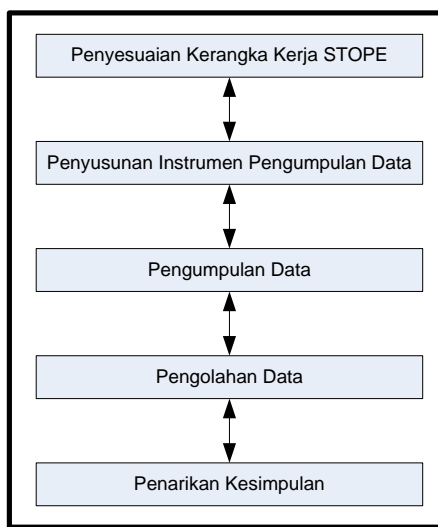 Penyesuaian Kerangka Kerja STOPE
Penyusunan Instrumen Pengumpulan Data
Pengumpulan Data
Pengolahan Data
Penarikan Kesimpulan